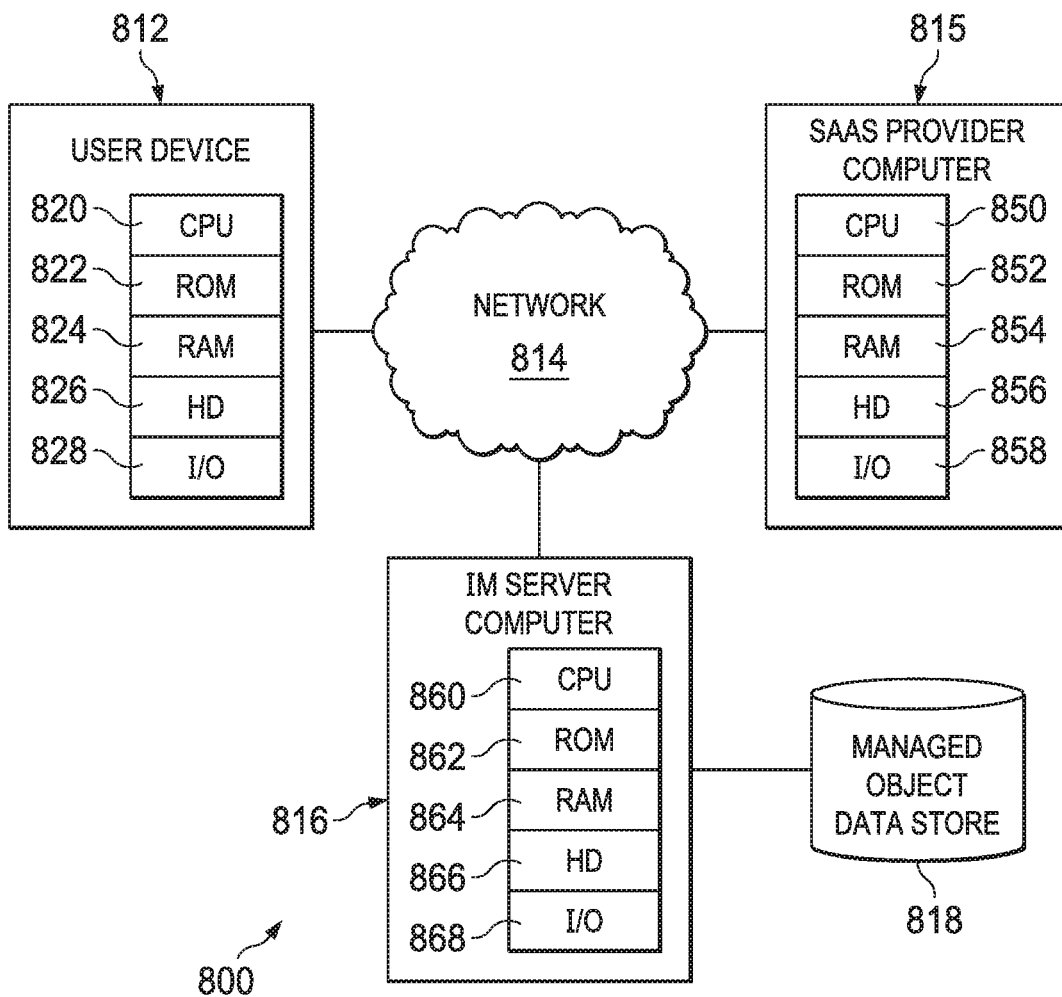 812
815
USER DEVICE
820 CPU
822 ROM
824 RAM
826 HD
828 I/O
NETWORK
814
SAAS PROVIDER
COMPUTER
CPU 850
ROM 852
RAM 854
HD 856
I/O 858
IM SERVER
COMPUTER
860 CPU
862 ROM
864 RAM
866 HD
868 I/O
816
MANAGED
OBJECT
DATA STORE
818
800